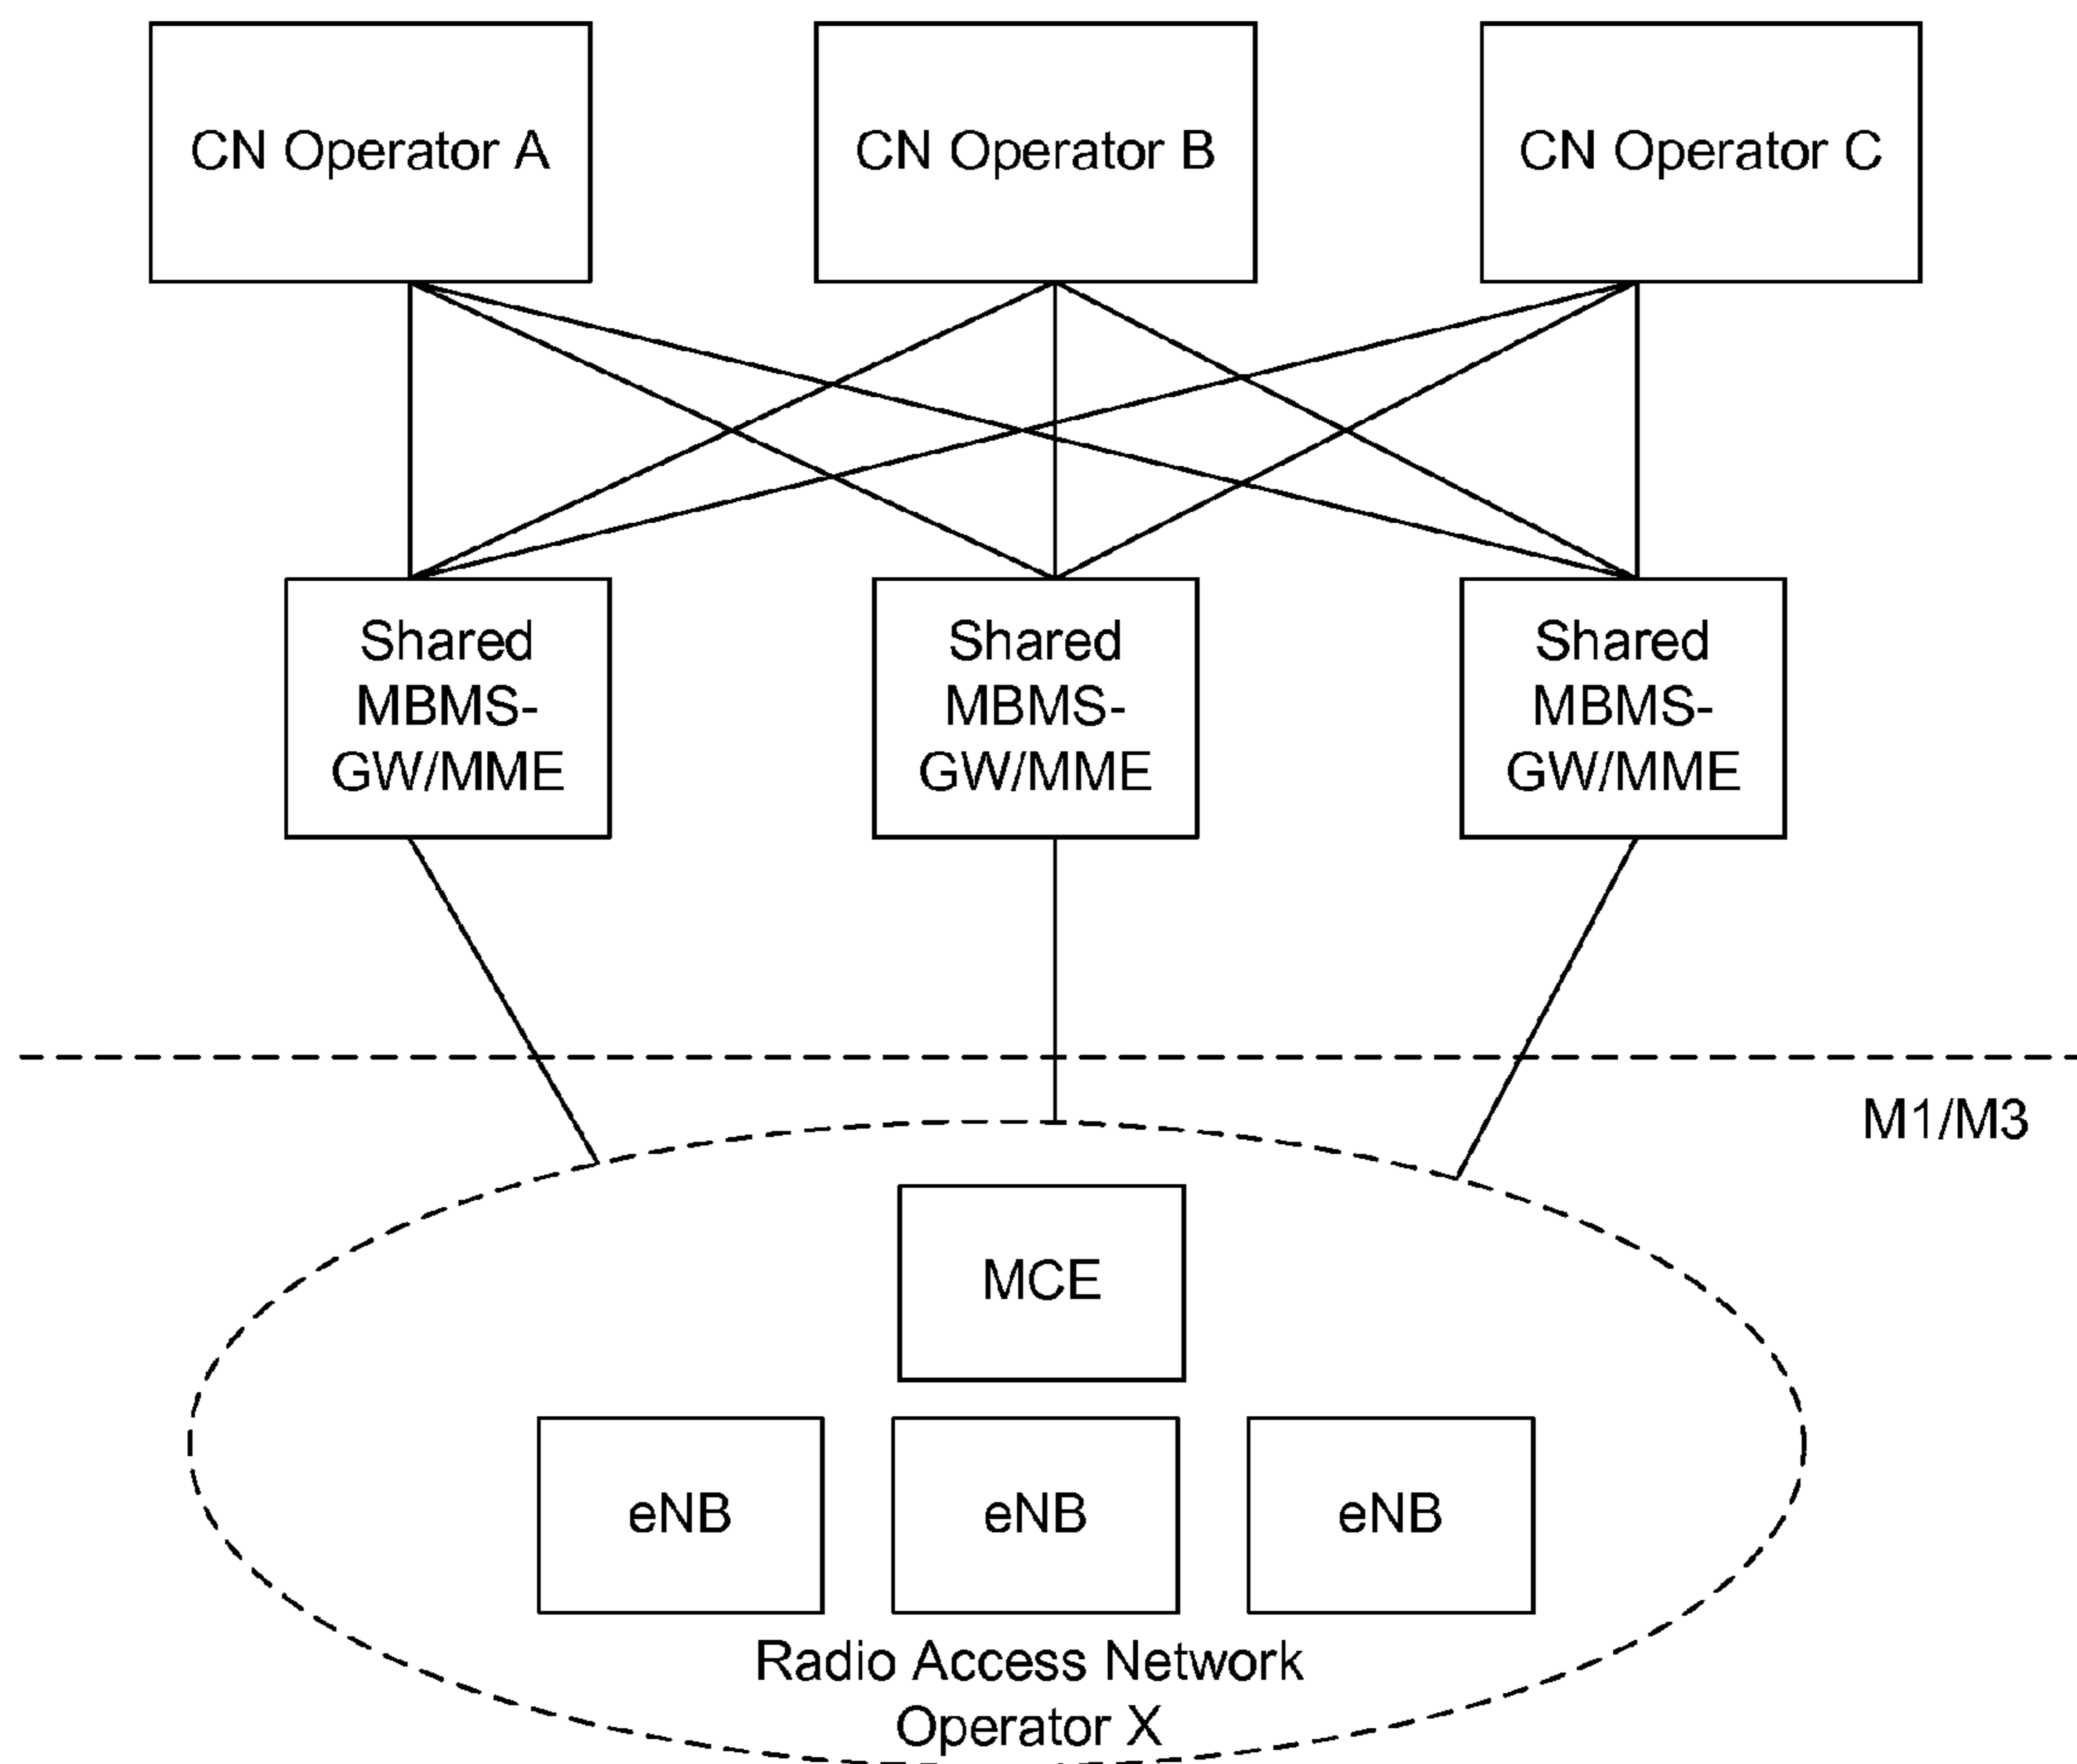 CN Operator A
CN Operator B
CN Operator C
Shared
MBMS-
GW/MME
Shared
MBMS-
GW/MME
Shared
MBMS-
GW/MME
M1/M3
MCE
eNB
eNB
eNB
Radio Access Network
Operator X